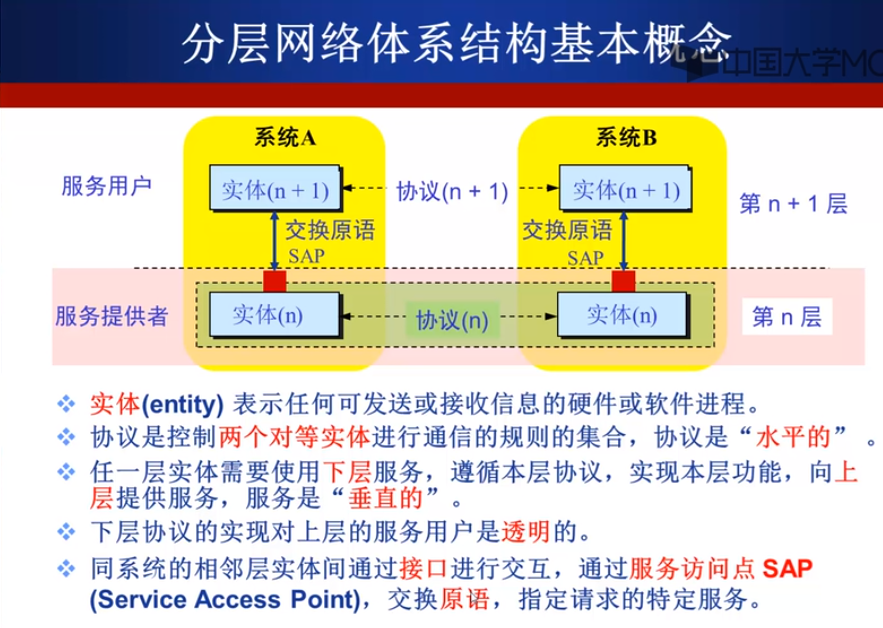 分层网络体系结构基本概念
中国大学MO
系统A
系统B
服务用户
实体(n + 1)
协议(n + 1)
实体(n + 1)
第 n + 1 层
交换原语
SAP
交换原语
SAP
服务提供者
实体(n)
协议(n)
实体(n)
第 n 层
❖ 实体(entity) 表示任何可发送或接收信息的硬件或软件进程。
❖ 协议是控制两个对等实体进行通信的规则的集合，协议是“水平的” 。
❖ 任一层实体需要使用下层服务，遵循本层协议，实现本层功能，向上
层提供服务，服务是“垂直的”。
❖ 下层协议的实现对上层的服务用户是透明的。
❖ 同系统的相邻层实体间通过接口进行交互，通过服务访问点 SAP
(Service Access Point)，交换原语，指定请求的特定服务。